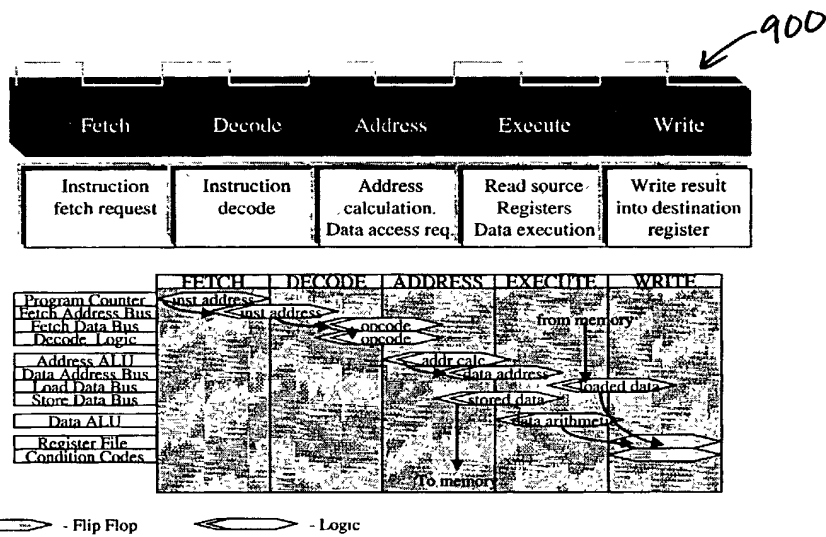 900
Fetch Decode Address Execute Write
Instruction fetch request
Instruction decode
Address calculation. Data access req.
Read source Registers Data execution
Write result into destination register
FETCH DECODE ADDRESS EXECUTE WRITE
Program Counter inst address
Fetch Address Bus inst address
Fetch Data Bus opcode from memory
Decode Logic opcode
Address ALU addr calc
Data Address Bus data address
Load Data Bus loaded data
Store Data Bus stored data
Data ALU data arithmetic
Register File
Condition Codes
To memory
- Flip Flop - Logic